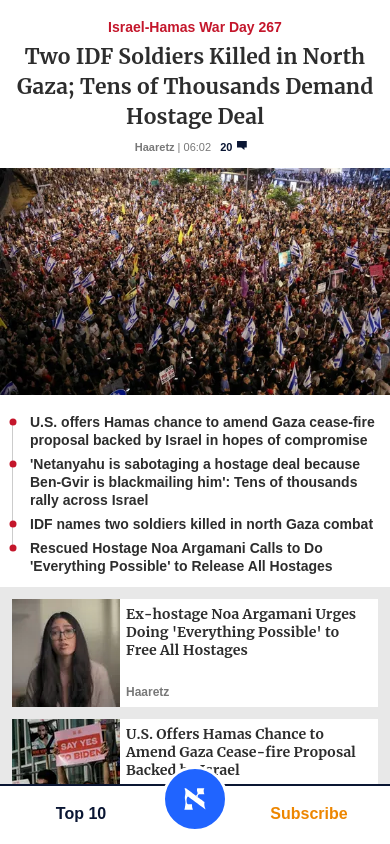 Israel-Hamas War Day 267
Two IDF Soldiers Killed in North
Gaza; Tens of Thousands Demand
Hostage Deal
Haaretz | 06:02 20
U.S. offers Hamas chance to amend Gaza cease-fire
proposal backed by Israel in hopes of compromise
'Netanyahu is sabotaging a hostage deal because
Ben-Gvir is blackmailing him': Tens of thousands
rally across Israel
IDF names two soldiers killed in north Gaza combat
Rescued Hostage Noa Argamani Calls to Do
'Everything Possible' to Release All Hostages
Ex-hostage Noa Argamani Urges
Doing 'Everything Possible' to
Free All Hostages
Haaretz
SAY YES
TO BIDEN
U.S. Offers Hamas Chance to
Amend Gaza Cease-fire Proposal
Backed by Israel
Top 10
Subscribe